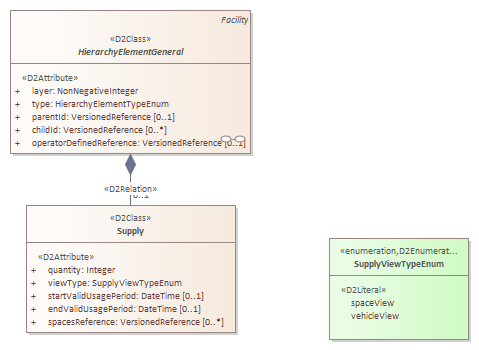 Facility
«D2Class»
HierarchyElementGeneral
«D2Attribute»
+ layer: NonNegativeInteger
+ type: HierarchyElementTypeEnum
+ parentId: VersionedReference [0..1]
+ childId: VersionedReference [0..*]
+ operatorDefinedReference: VersionedReference [0..1]
«D2Relation»
0..1
«D2Class»
Supply
«D2Attribute»
+ quantity: Integer
+ viewType: SupplyViewTypeEnum
+ startValidUsagePeriod: DateTime [0..1]
+ endValidUsagePeriod: DateTime [0..1]
+ spacesReference: VersionedReference [0..*]
«enumeration,D2Enumerat...
SupplyViewTypeEnum
«D2Literal»
spaceView
vehicleView